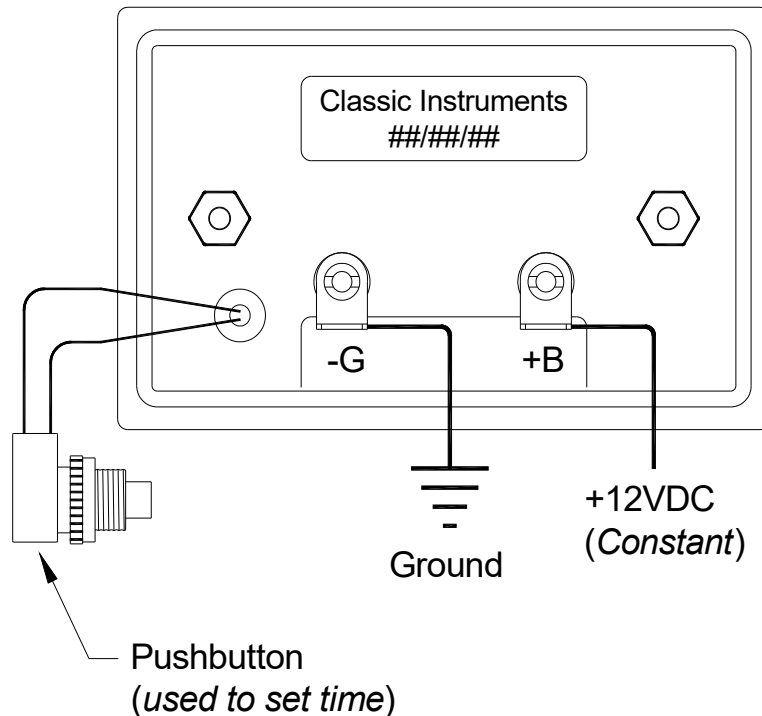 Classic Instruments
##/##/##
-G
+B
+12VDC
(Constant)
Ground
Pushbutton
(used to set time)